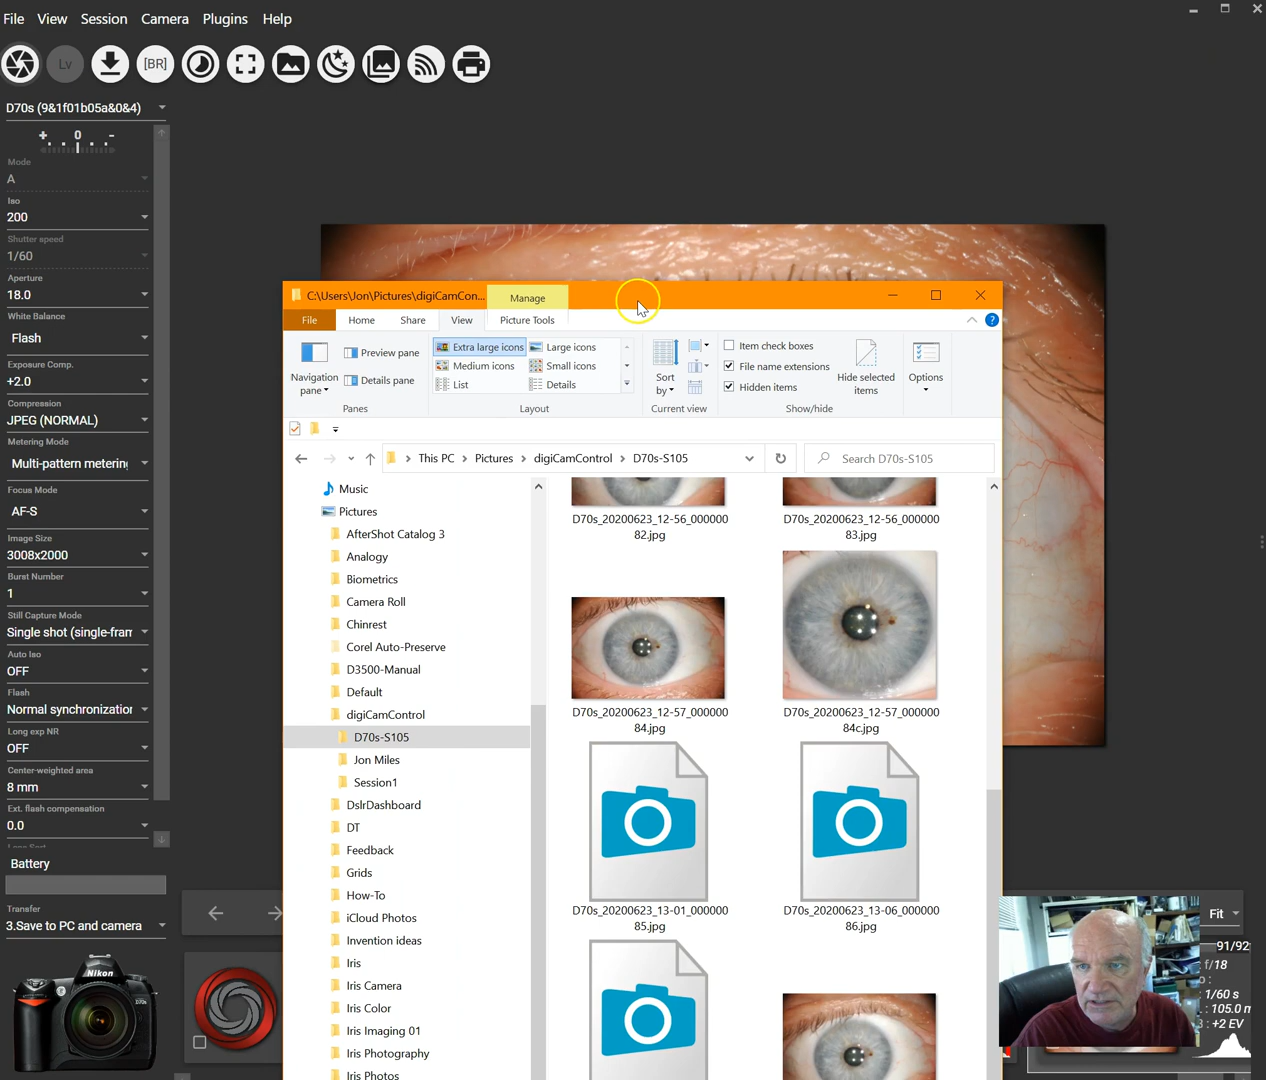 File View Session Camera Plugins Help
Lv [BR]
D70s (9&1f01b05a&0&4)
+ 0 -
Mode
A
Iso
200
Shutter speed
1/60
Aperture
18.0
White Balance
Flash
Exposure Comp.
+2.0
Compression
JPEG (NORMAL)
Metering Mode
Multi-pattern metering
Focus Mode
AF-S
Image Size
3008x2000
Burst Number
1
Still Capture Mode
Single shot (single-fram
Auto Iso
OFF
Flash
Normal synchronization
Long exp NR
OFF
Center-weighted area
8 mm
Ext. flash compensation
0.0
Battery
Transfer
3.Save to PC and camera
Nikon
D70s
C:\Users\Jon\Pictures\digiCamCon... Manage
File Home Share View Picture Tools
Navigation pane
Preview pane
Details pane
Panes
Extra large icons Large icons
Medium icons Small icons
List Details
Layout
Sort by
Current view
Item check boxes
File name extensions
Hidden items
Hide selected items
Show/hide
Options
This PC Pictures digiCamControl D70s-S105
Search D70s-S105
Music
Pictures
AfterShot Catalog 3
Analogy
Biometrics
Camera Roll
Chinrest
Corel Auto-Preserve
D3500-Manual
Default
digiCamControl
D70s-S105
Jon Miles
Session1
DslrDashboard
DT
Feedback
Grids
How-To
iCloud Photos
Invention ideas
Iris
Iris Camera
Iris Color
Iris Imaging 01
Iris Photography
Iris Photos
D70s_20200623_12-56_000000
82.jpg
D70s_20200623_12-56_000000
83.jpg
D70s_20200623_12-57_000000
84.jpg
D70s_20200623_12-57_000000
84c.jpg
D70s_20200623_13-01_000000
85.jpg
D70s_20200623_13-06_000000
86.jpg
Fit
91/92
f/18
1/60 s
105.0 m
+2 EV